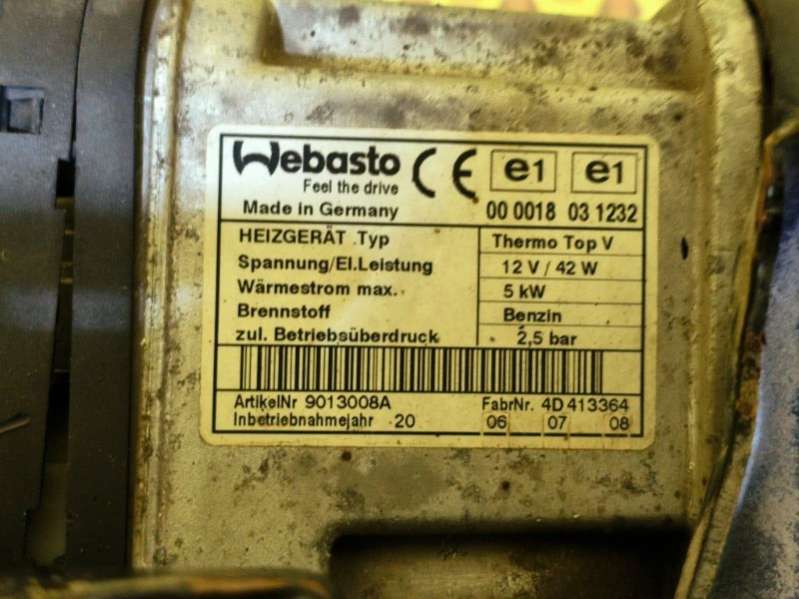 Webasto CE e1 e1
Feel the drive
Made in Germany 00 0018 03 1232
HEIZGERÄT .Typ Thermo Top V
Spannung/El.Leistung 12 V / 42 W
Wärmestrom max. 5 kW
Brennstoff Benzin
zul. Betriebsüberdruck 2,5 bar
ArtikelNr 9013008A FabrNr. 4D 413364
Inbetriebnahmejahr 20 06 07 08